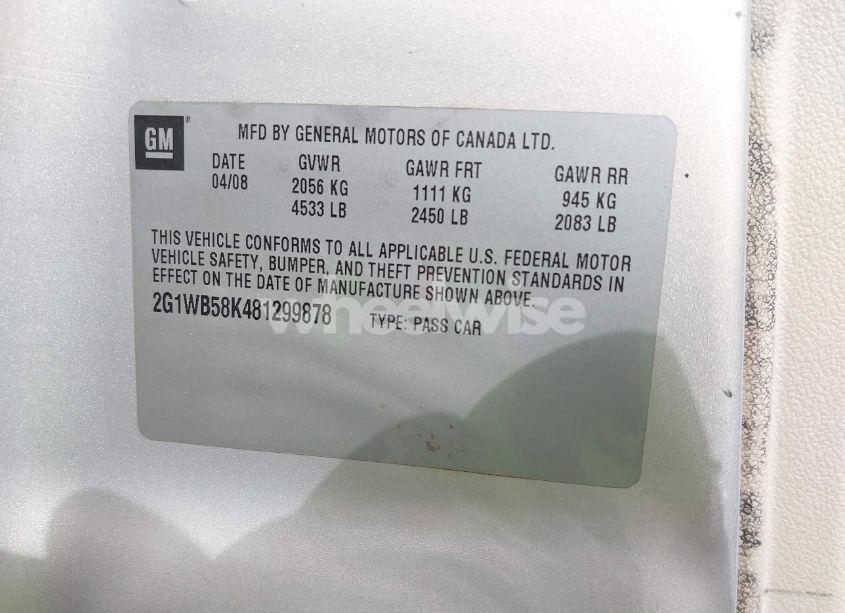 GM ®
MFD BY GENERAL MOTORS OF CANADA LTD.
DATE GVWR GAWR FRT GAWR RR
04/08 2056 KG 1111 KG 945 KG
4533 LB 2450 LB 2083 LB
THIS VEHICLE CONFORMS TO ALL APPLICABLE U.S. FEDERAL MOTOR
VEHICLE SAFETY, BUMPER, AND THEFT PREVENTION STANDARDS IN
EFFECT ON THE DATE OF MANUFACTURE SHOWN ABOVE.
2G1WB58K481299878 TYPE: PASS CAR
wheelwise